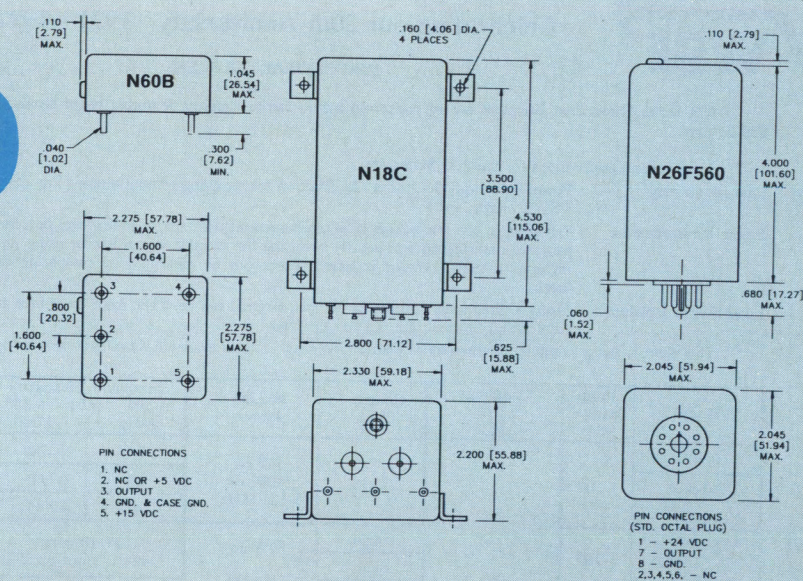 .110
[2.79]
MAX.
N60B
1.045
[26.54]
MAX.
.040
[1.02]
DIA.
.300
[7.62]
MIN.
2.275 [57.78]
MAX.
1.600
[40.64]
3
4
.800
[20.32]
1.600
[40.64]
2
1
5
2.275
[57.78]
MAX.
PIN CONNECTIONS
1. NC
2. NC OR +5 VDC
3. OUTPUT
4. GND. & CASE GND.
5. +15 VDC
.160 [4.06] DIA.
4 PLACES
N18C
3.500
[88.90]
4.530
[115.06]
MAX.
2.800 [71.12]
.625
[15.88]
MAX.
2.330 [59.18]
MAX.
2.200 [55.88]
MAX.
.110 [2.79]
MAX.
N26F560
4.000
[101.60]
MAX.
.060
[1.52]
MAX.
.680 [17.27]
MAX.
2.045 [51.94]
MAX.
2.045
[51.94]
MAX.
PIN CONNECTIONS
(STD. OCTAL PLUG)
1 - +24 VDC
7 - OUTPUT
8 - GND.
2,3,4,5,6, - NC